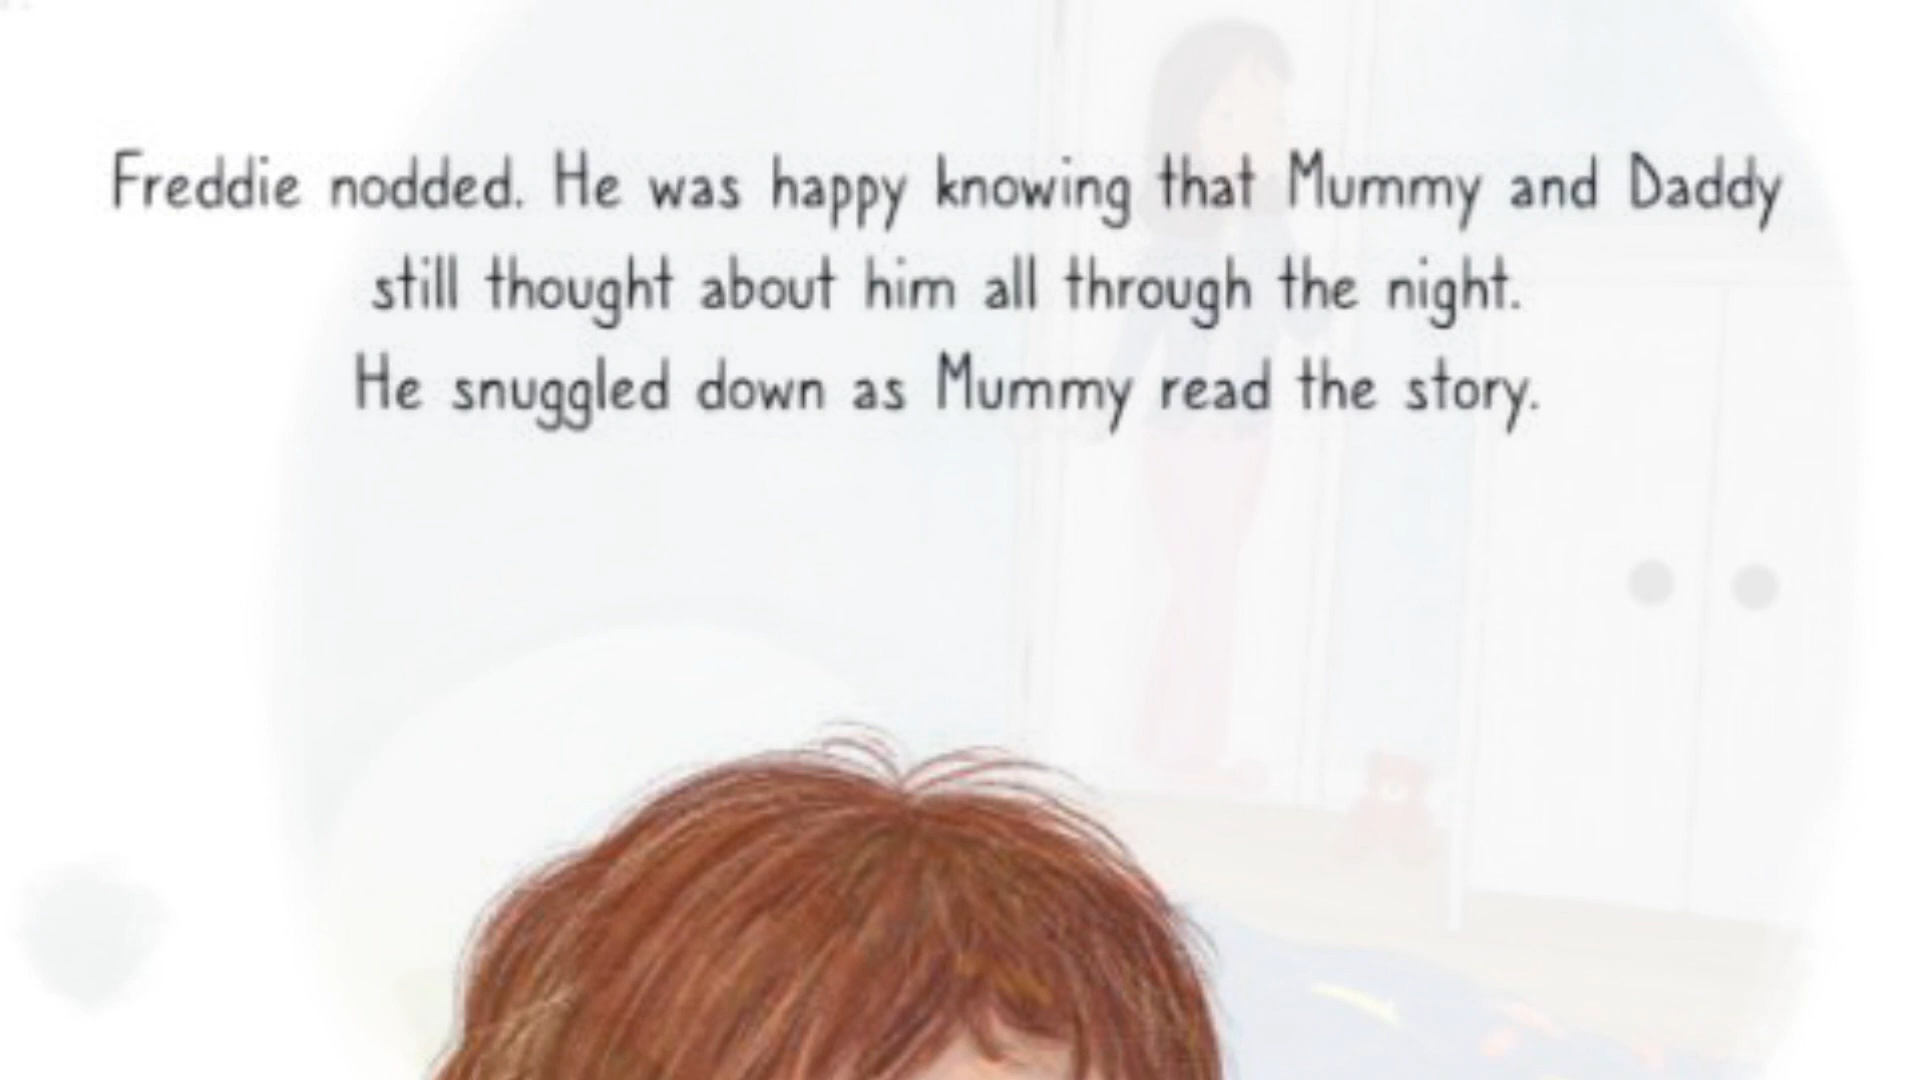 Freddie nodded. He was happy knowing that Mummy and Daddy
still thought about him all through the night.
He snuggled down as Mummy read the story.